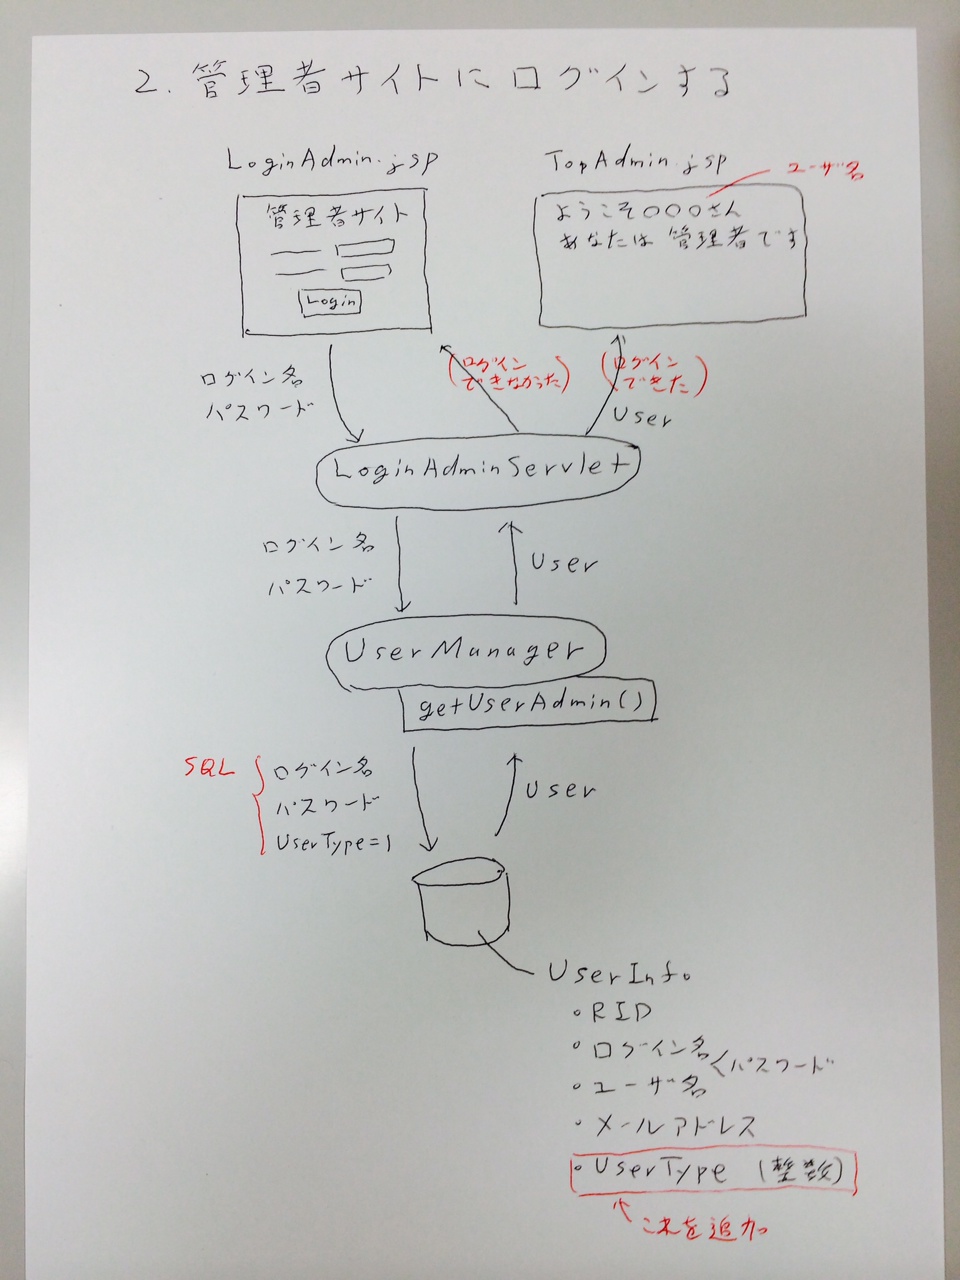 2. 管理者サイトにログインする
LoginAdmin.jsp
TopAdmin.jsp
ユーザ名
管理者サイト
Login
ようこそ○○○さん
あなたは管理者です
ログイン名
パスワード
(ログイン
できなかった)
(ログイン
できた)
User
LoginAdminServlet
ログイン名
パスワード
User
UserManager
getUserAdmin()
SQL
ログイン名
パスワード
UserType=1
User
UserInfo
・RID
・ログイン名
<パスワード
・ユーザ名
・メールアドレス
・UserType (整数)
これを追加